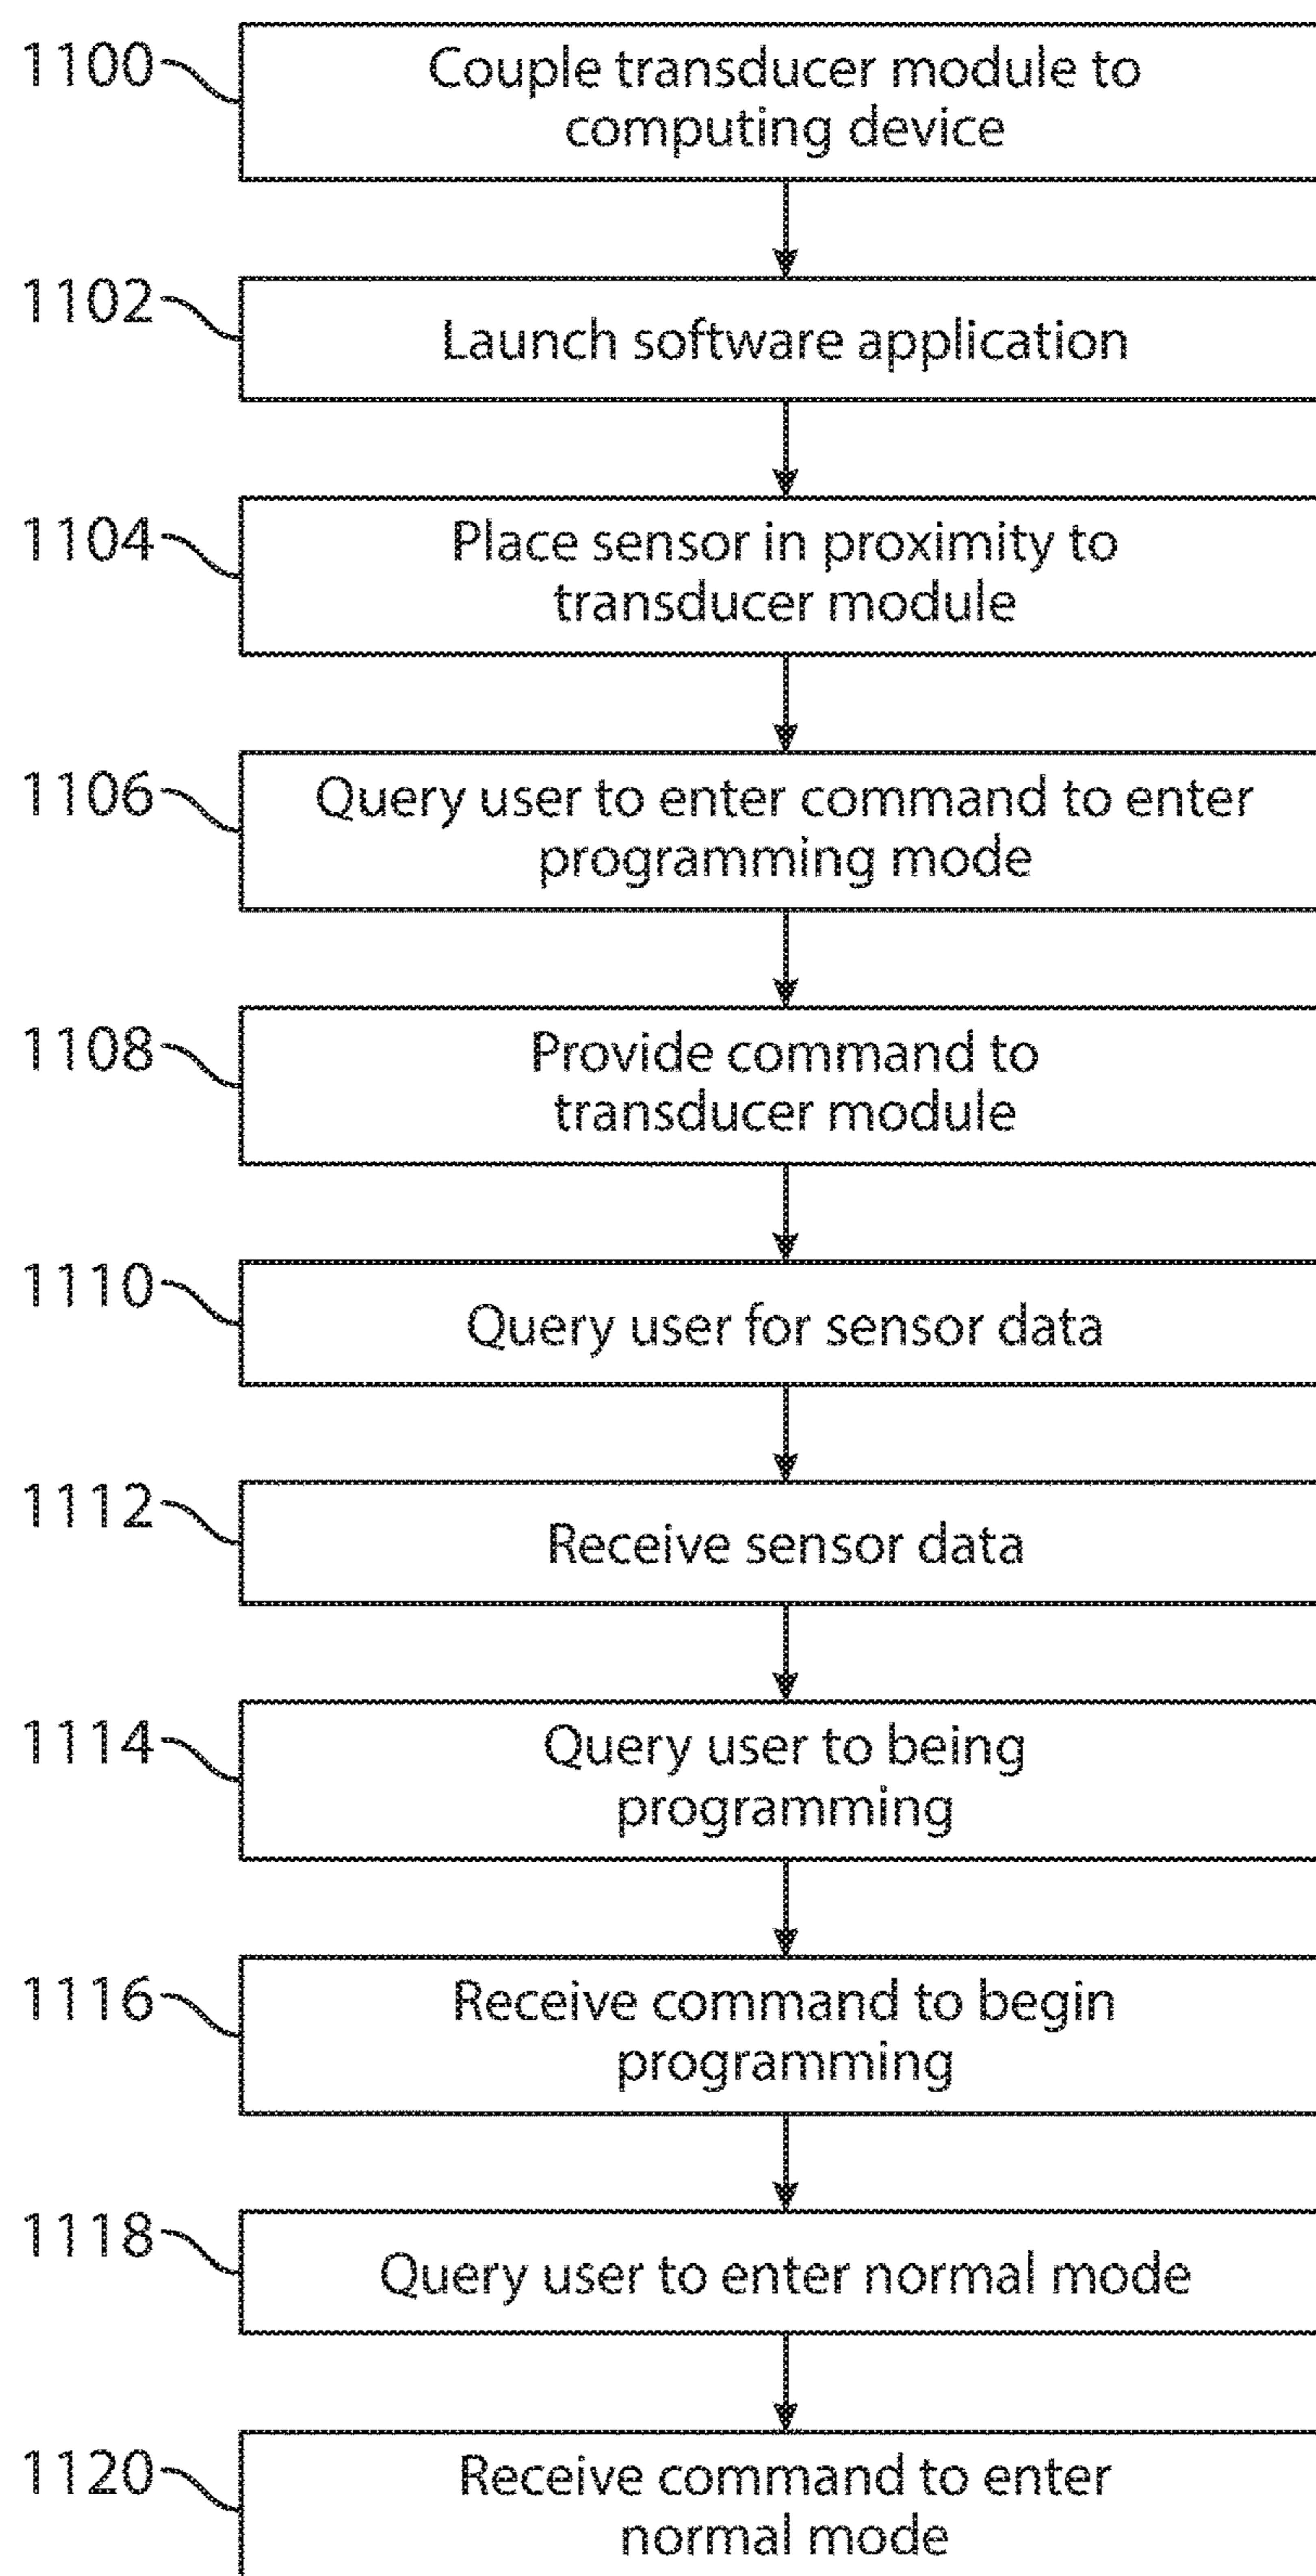 1100
Couple transducer module to
computing device
1102
Launch software application
1104
Place sensor in proximity to
transducer module
1106
Query user to enter command to enter
programming mode
1108
Provide command to
transducer module
1110
Query user for sensor data
1112
Receive sensor data
1114
Query user to being
programming
1116
Receive command to begin
programming
1118
Query user to enter normal mode
1120
Receive command to enter
normal mode